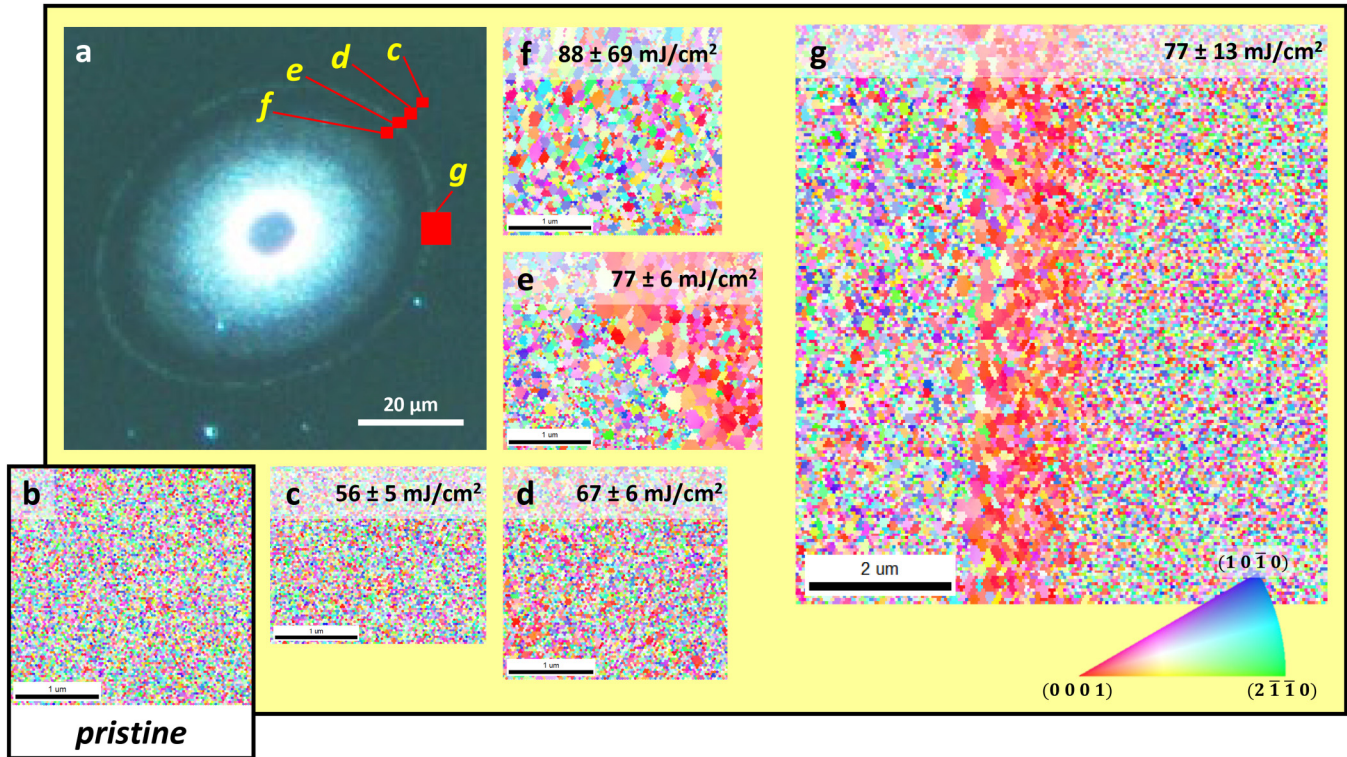 a
c
d
e
f
g
20 µm
f
88 ± 69 mJ/cm²
1 um
e
77 ± 6 mJ/cm²
1 um
g
77 ± 13 mJ/cm²
2 um
b
1 um
pristine
c
56 ± 5 mJ/cm²
1 um
d
67 ± 6 mJ/cm²
1 um
(1 0 1̅ 0)
(0 0 0 1)
(2 1̅ 1̅ 0)